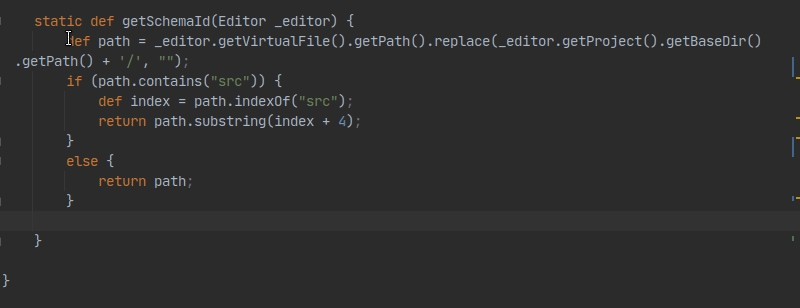 static def getSchemaId(Editor _editor) {
def path = _editor.getVirtualFile().getPath().replace(_editor.getProject().getBaseDir()
.getPath() + '/', "");
if (path.contains("src")) {
def index = path.indexOf("src");
return path.substring(index + 4);
}
else {
return path;
}
}
}